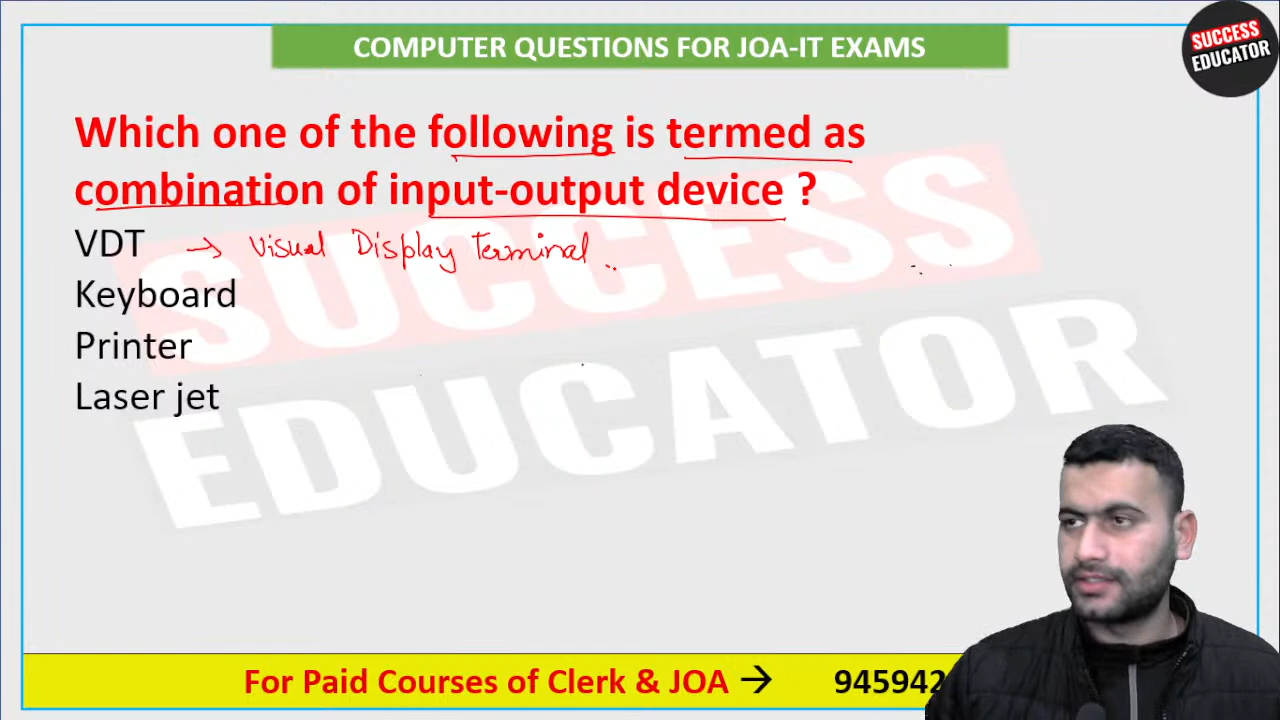 COMPUTER QUESTIONS FOR JOA-IT EXAMS
SUCCESS
EDUCATOR
Which one of the following is termed as
combination of input-output device ?
VDT → Visual Display Terminal
Keyboard
Printer
Laser jet
SUCCESS
EDUCATOR
For Paid Courses of Clerk & JOA → 945942